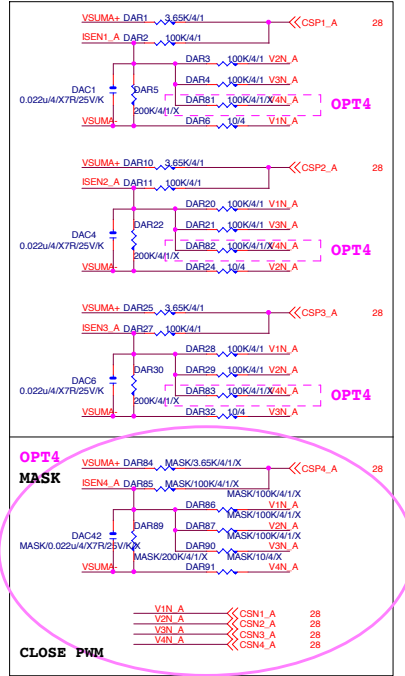 VSUMA+ DAR1 3.65K/4/1 CSP1_A 28
ISEN1_A DAR2 100K/4/1
DAR3 100K/4/1 V2N_A
DAC1 DAR5 DAR4 100K/4/1 V3N_A
0.022u/4/X7R/25V/K 200K/4/1/X DAR81 100K/4/1/X V4N_A OPT4
VSUMA- DAR6 10/4 V1N_A
VSUMA+ DAR10 3.65K/4/1 CSP2_A 28
ISEN2_A DAR11 100K/4/1
DAR20 100K/4/1 V1N_A
DAC4 DAR22 DAR21 100K/4/1 V3N_A
0.022u/4/X7R/25V/K 200K/4/1/X DAR82 100K/4/1/X V4N_A OPT4
VSUMA- DAR24 10/4 V2N_A
VSUMA+ DAR25 3.65K/4/1 CSP3_A 28
ISEN3_A DAR27 100K/4/1
DAR28 100K/4/1 V1N_A
DAC6 DAR30 DAR29 100K/4/1 V2N_A
0.022u/4/X7R/25V/K 200K/4/1/X DAR83 100K/4/1/X V4N_A OPT4
VSUMA- DAR32 10/4 V3N_A
OPT4
MASK
VSUMA+ DAR84 MASK/3.65K/4/1/X CSP4_A 28
ISEN4_A DAR85 MASK/100K/4/1/X
MASK/100K/4/1/X
DAR86 V1N_A
MASK/100K/4/1/X
DAC42 DAR89 DAR87 V2N_A
MASK/100K/4/1/X
MASK/0.022u/4/X7R/25V/K/X DAR90 V3N_A
MASK/200K/4/1/X MASK/10/4/X
VSUMA- DAR91 V4N_A
V1N_A CSN1_A 28
V2N_A CSN2_A 28
V3N_A CSN3_A 28
V4N_A CSN4_A 28
CLOSE PWM